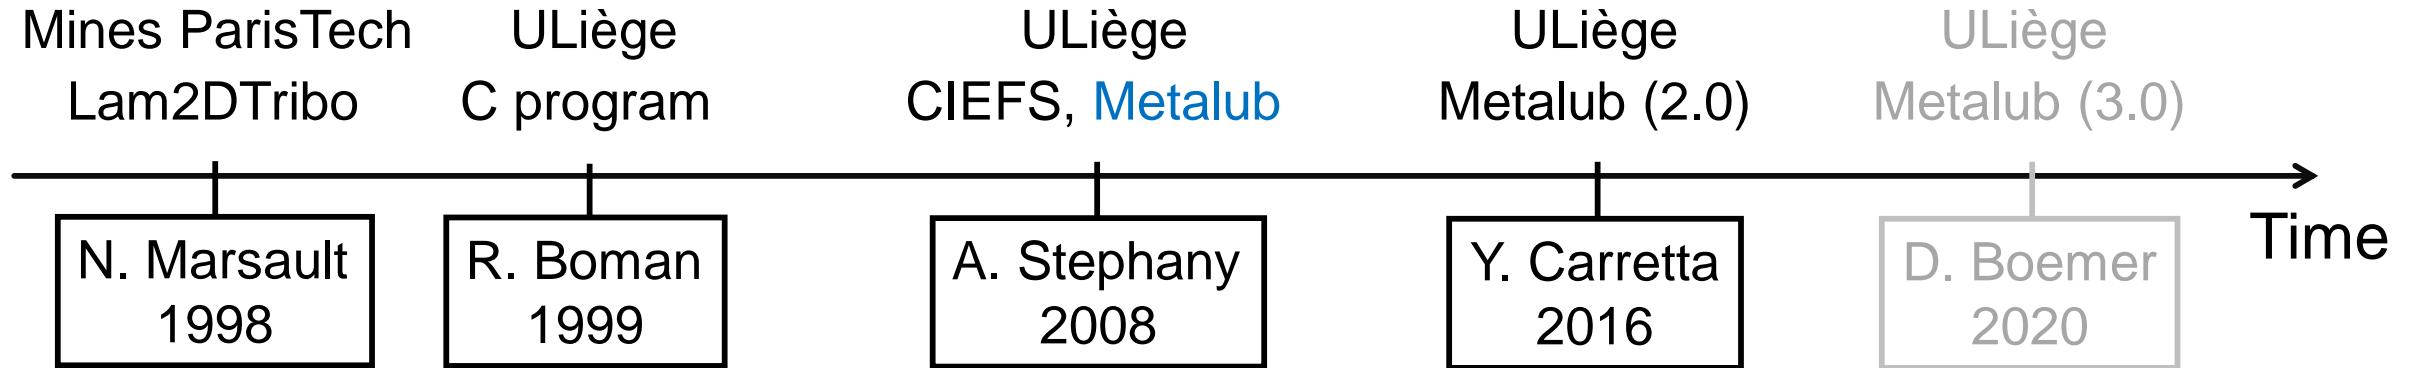 Mines ParisTech
Lam2DTribo
ULiège
C program
ULiège
CIEFS, Metalub
ULiège
Metalub (2.0)
ULiège
Metalub (3.0)
N. Marsault
1998
R. Boman
1999
A. Stephany
2008
Y. Carretta
2016
D. Boemer
2020
Time